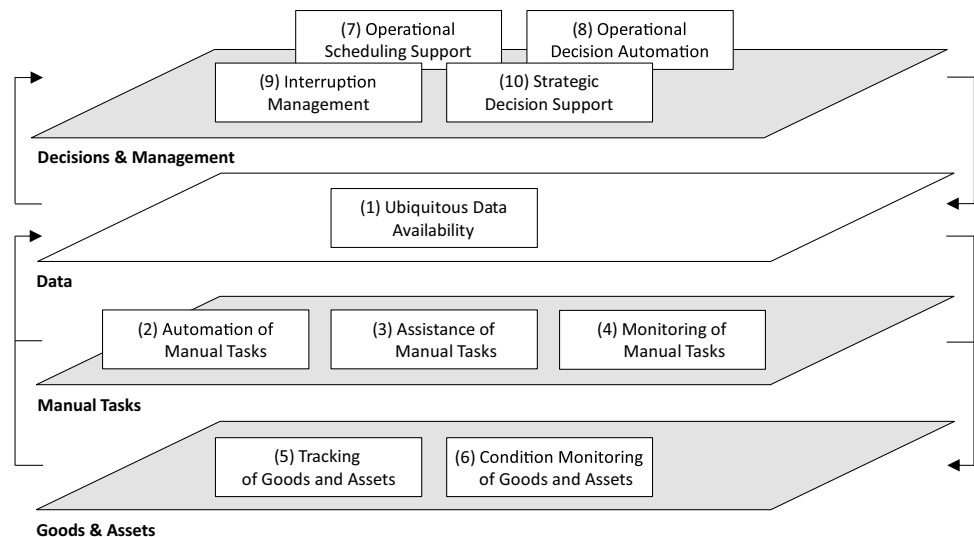 (7) Operational
Scheduling Support
(8) Operational
Decision Automation
(9) Interruption
Management
(10) Strategic
Decision Support
Decisions & Management
(1) Ubiquitous Data
Availability
Data
(2) Automation of
Manual Tasks
(3) Assistance of
Manual Tasks
(4) Monitoring of
Manual Tasks
Manual Tasks
(5) Tracking
of Goods and Assets
(6) Condition Monitoring
of Goods and Assets
Goods & Assets